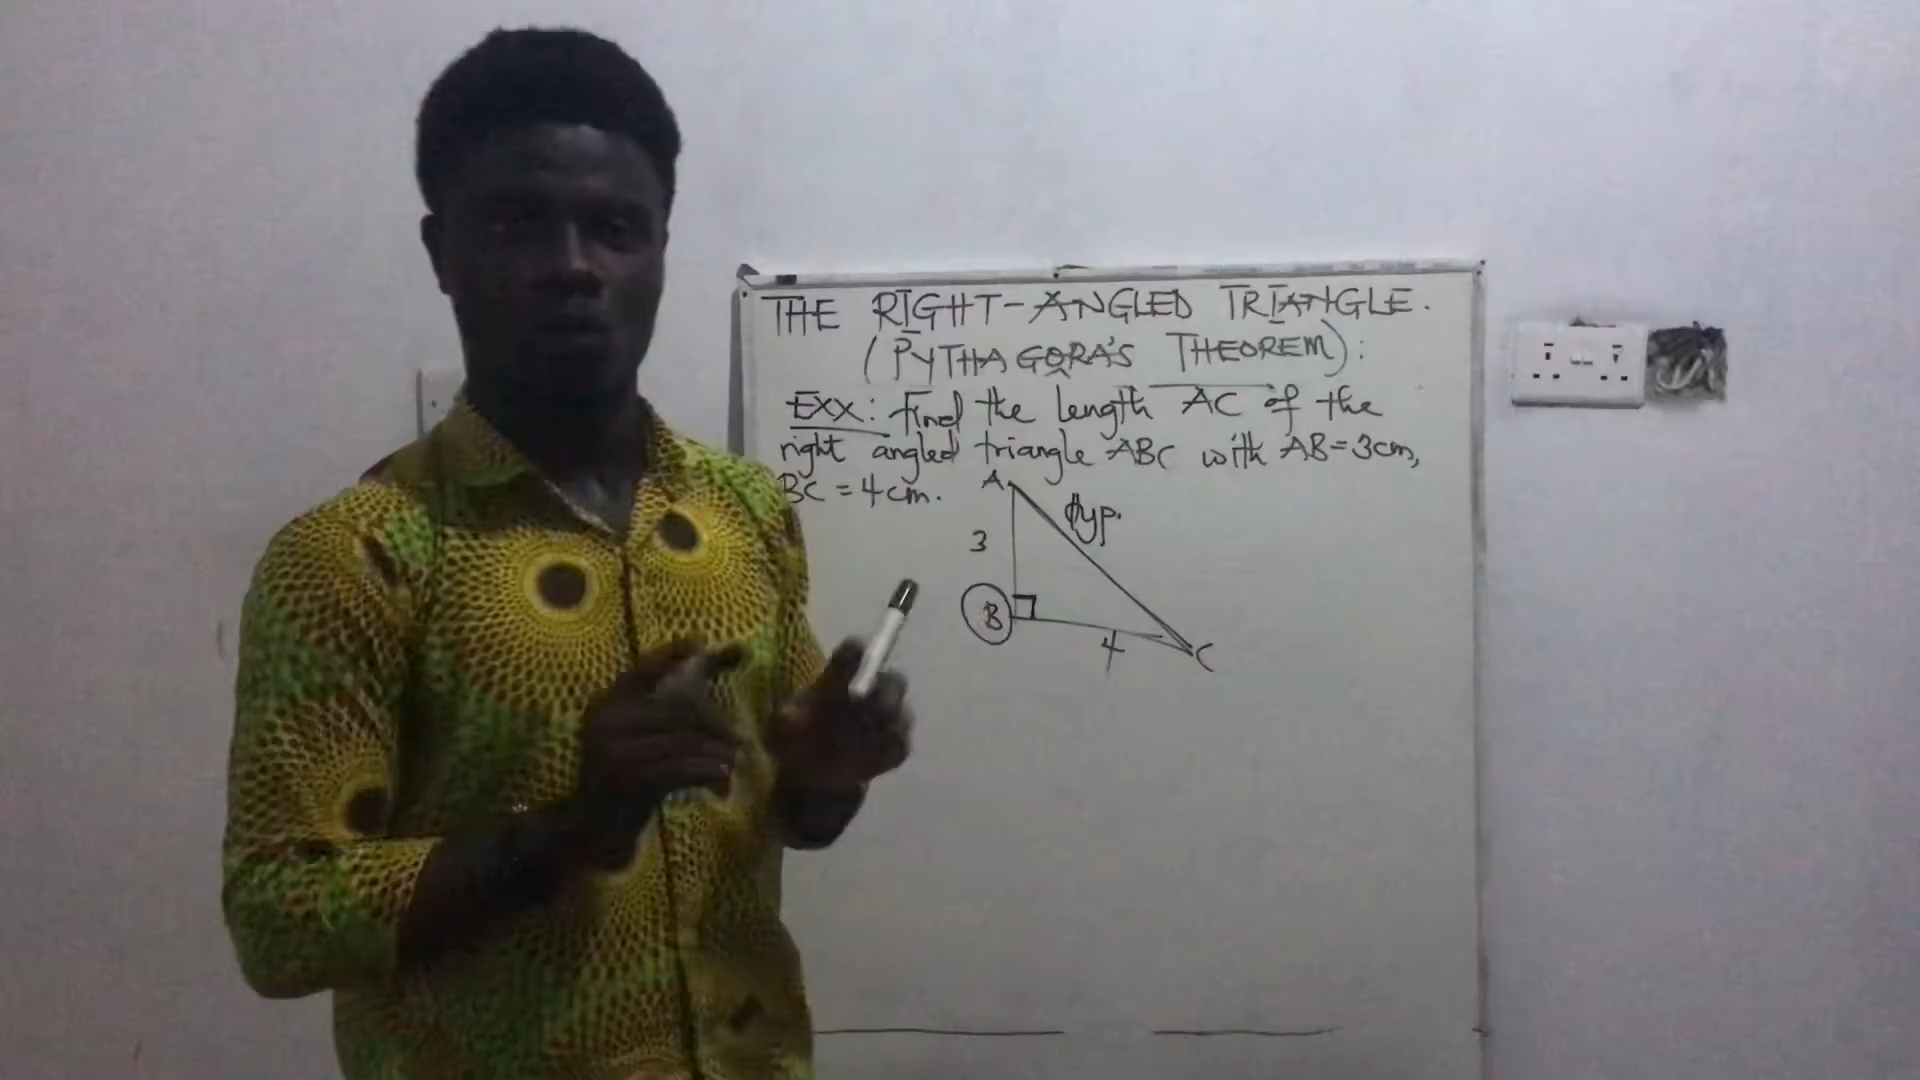 THE RIGHT-ANGLED TRIANGLE.
(PYTHAGORA'S THEOREM):
EXX: Find the length AC of the
right angled triangle ABC with AB=3cm,
BC = 4cm.
A
hyp.
3
B
4
C